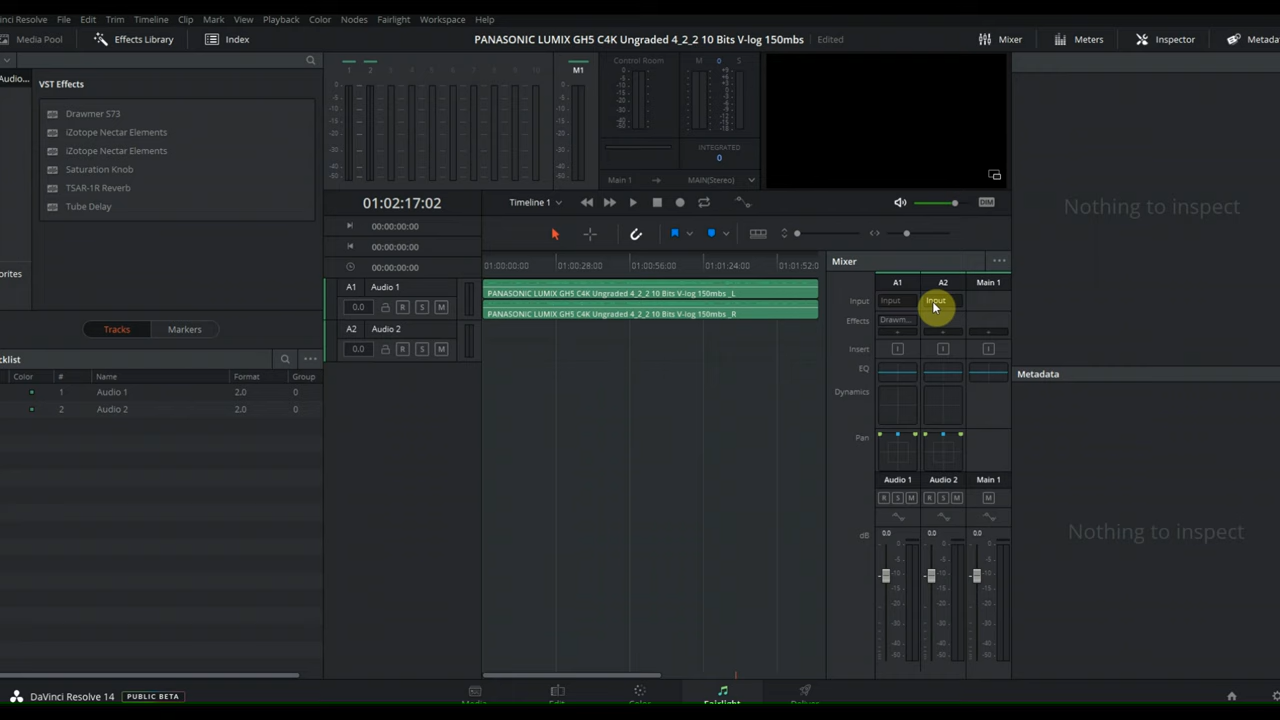 Vinci Resolve File Edit Trim Timeline Clip Mark View Playback Color Nodes Fairlight Workspace Help
Media Pool Effects Library Index PANASONIC LUMIX GH5 C4K Ungraded 4_2_2 10 Bits V-log 150mbs Edited Mixer Meters Inspector Metada
Audio...
VST Effects
Drawmer S73
iZotope Nectar Elements
iZotope Nectar Elements
Saturation Knob
TSAR-1R Reverb
Tube Delay
orites
M1
Control Room
M 0 S
INTEGRATED
0
Main 1 MAIN(Stereo)
01:02:17:02
Timeline 1
DIM
00:00:00:00
00:00:00:00
00:00:00:00
01:00:00:00 01:00:28:00 01:00:56:00 01:01:24:00 01:01:52:0
A1 Audio 1
0.0 R S M
A2 Audio 2
0.0 R S M
PANASONIC LUMIX GH5 C4K Ungraded 4_2_2 10 Bits V-log 150mbs _L
PANASONIC LUMIX GH5 C4K Ungraded 4_2_2 10 Bits V-log 150mbs _R
Tracks Markers
cklist
Color # Name Format Group
1 Audio 1 2.0 0
2 Audio 2 2.0 0
Mixer
A1 A2 Main 1
Input Input Input
Effects Drawm...
Insert I I I
EQ
Dynamics
Pan
Audio 1 Audio 2 Main 1
R S M R S M M
dB 0.0 0.0 0.0
Nothing to inspect
Metadata
Nothing to inspect
DaVinci Resolve 14 PUBLIC BETA
Media Edit Color Fairlight Deliver